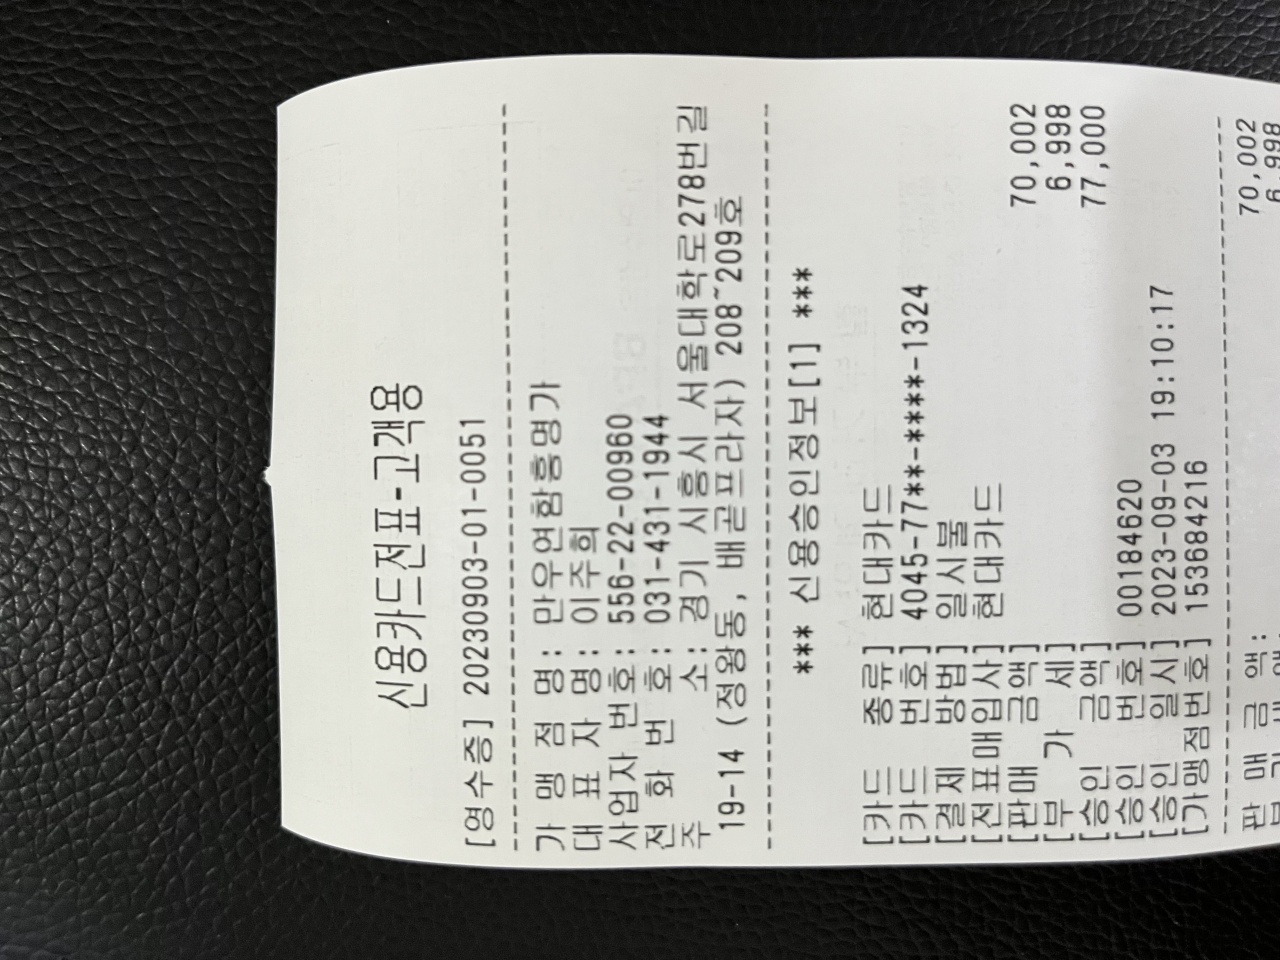 신용카드전표-고객용
[영수증] 20230903-01-0051
가 맹 점 명: 만우연함흥명가
대 표 자 명: 이주희
사업자 번호: 556-22-00960
전 화 번 호: 031-431-1944
주 소: 경기 시흥시 서울대학로278번길
19-14 (정왕동, 배곧프라자) 208~209호
*** 신용승인정보[1] ***
[카드 종류] 현대카드
[카드 번호] 4045-77**-****-1324
[결제 방법] 일시불
[전표매입사] 현대카드
[판매 금액] 70,002
[부 가 세] 6,998
[승인 금액] 77,000
[승인 번호] 00184620
[승인 일시] 2023-09-03 19:10:17
[가맹점번호] 153684216
판 매 금 액: 70,002
6,998